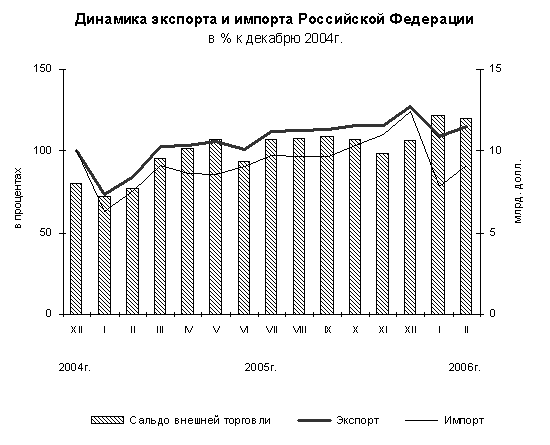 Динамика экспорта и импорта Российской Федерации
в % к декабрю 2004г.
150 15
100 10
50 5
0 0
в процентах
млрд. долл.
XII I II III IV V VI VII VIII IX X XI XII I II
2004г. 2005г. 2006г.
Сальдо внешней торговли Экспорт Импорт